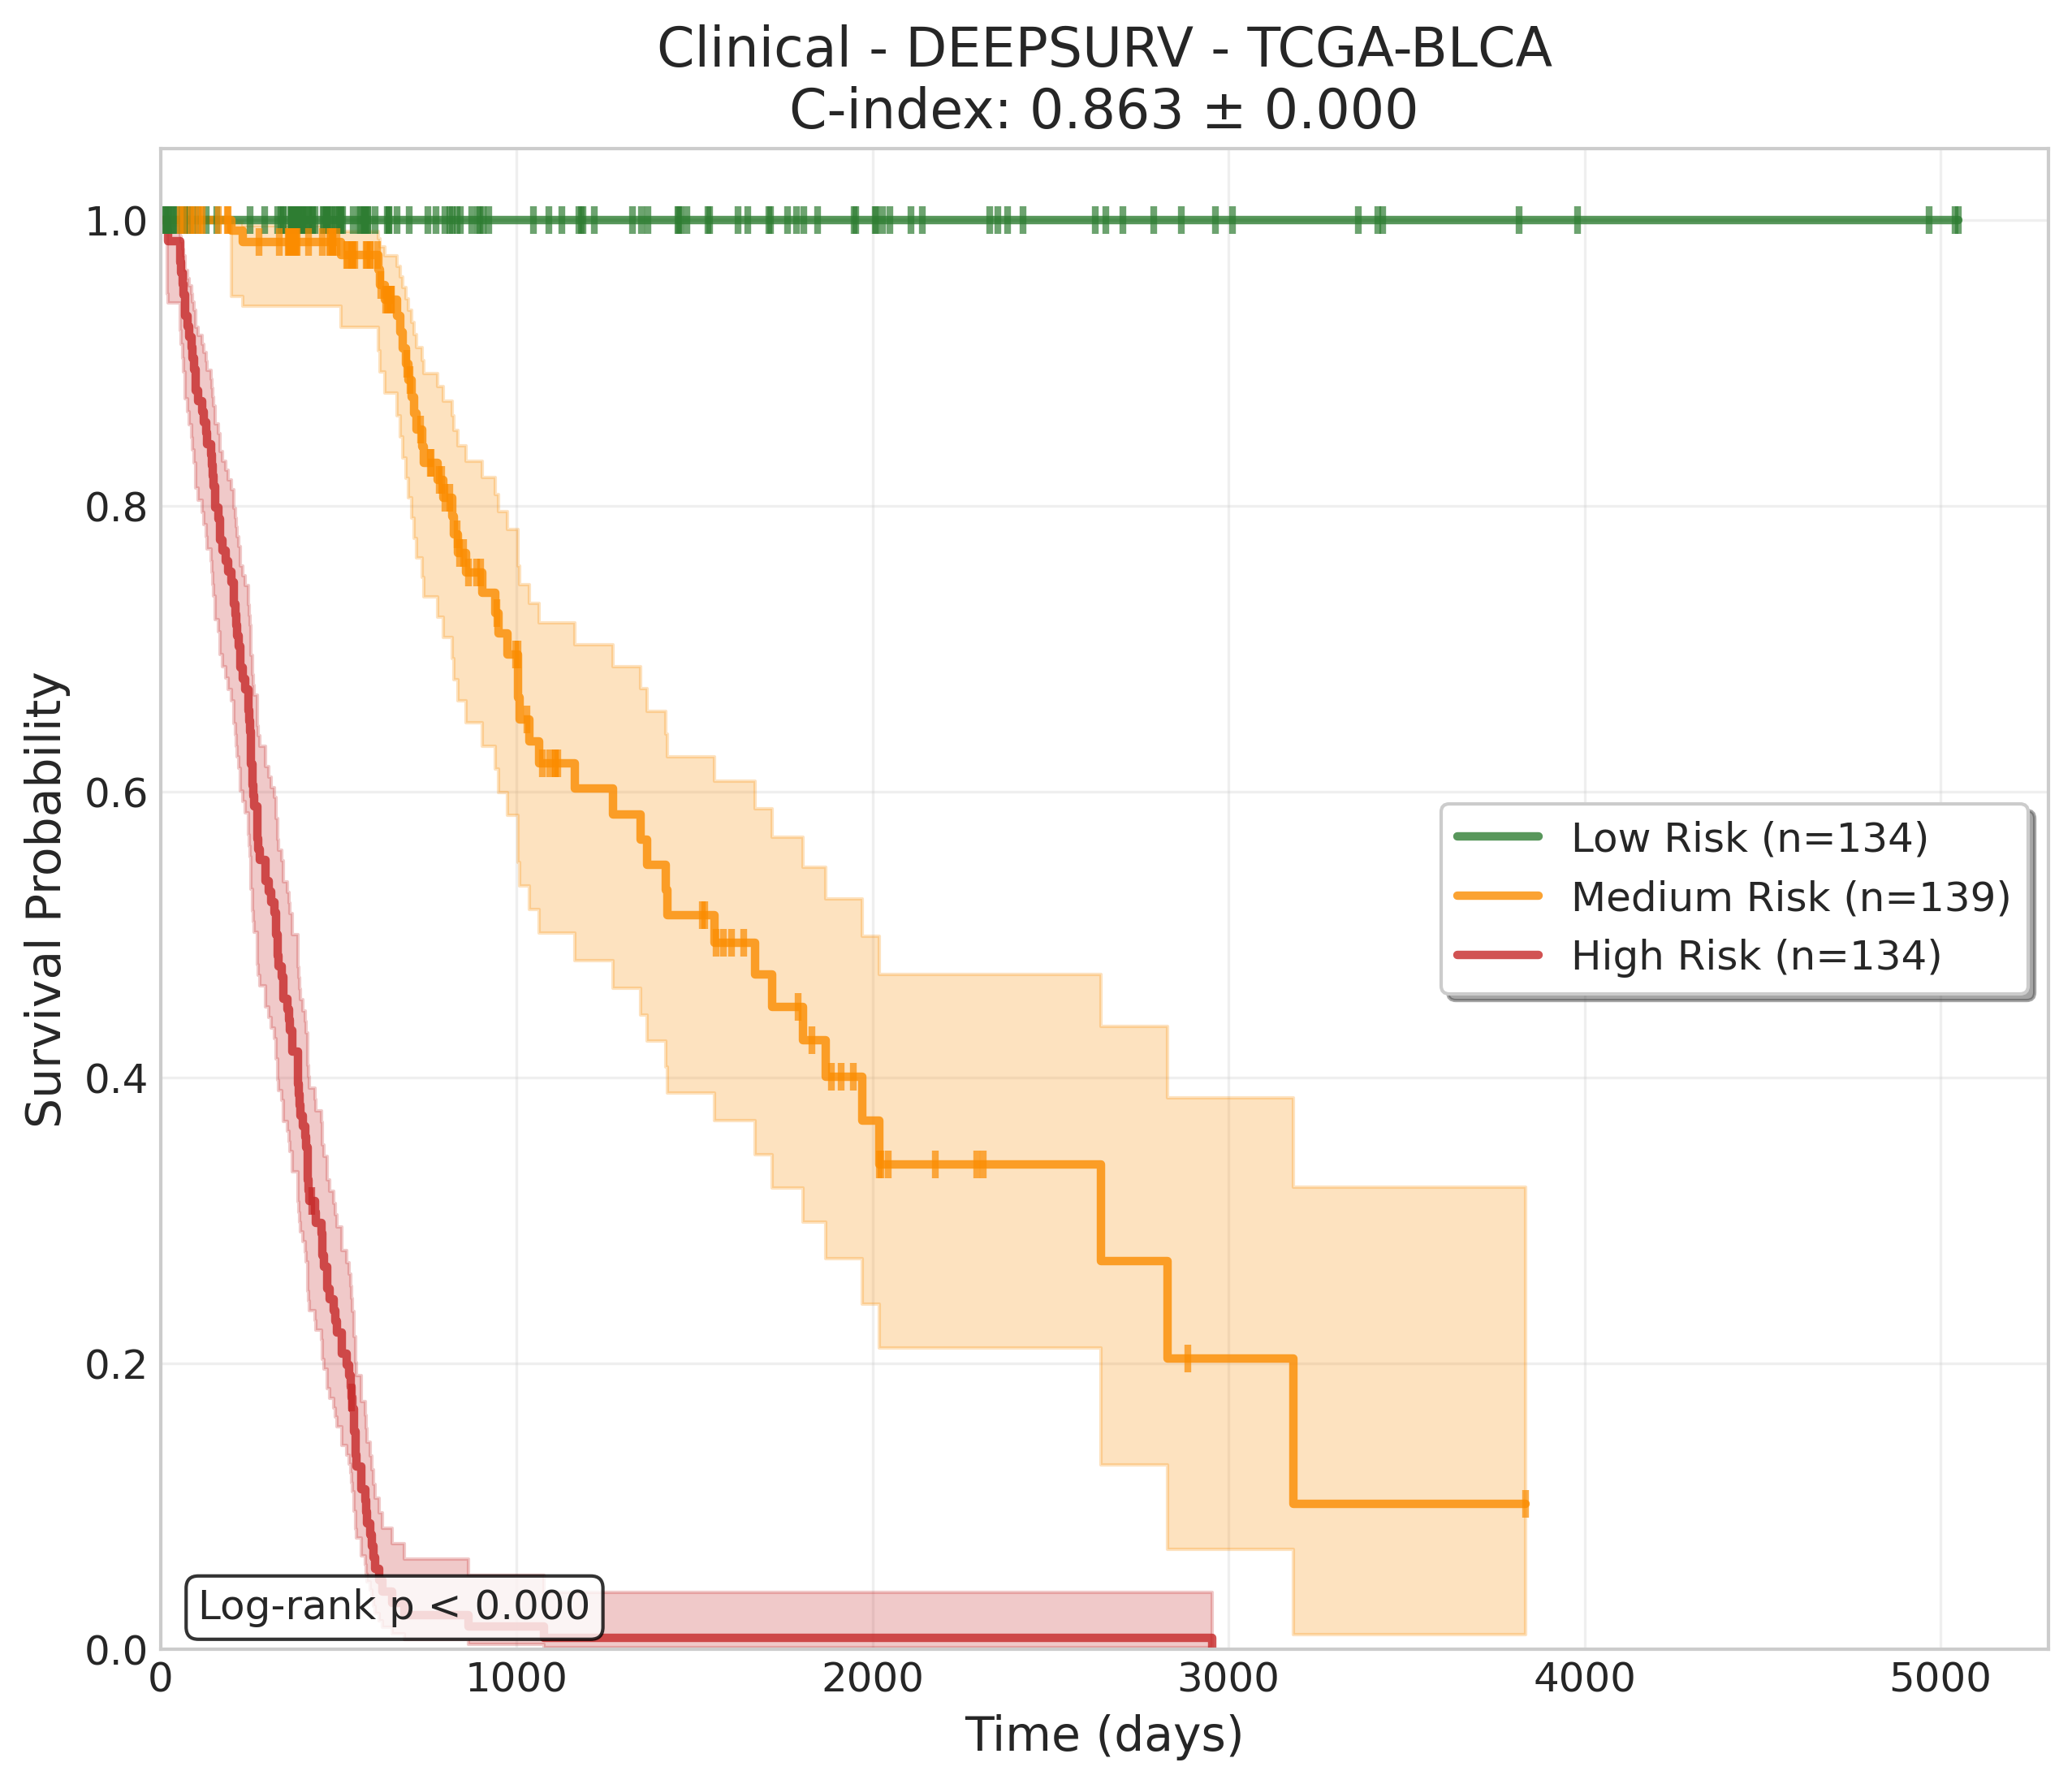 Clinical - DEEPSURV - TCGA-BLCA
C-index: 0.863 ± 0.000
Survival Probability
1.0
0.8
0.6
0.4
0.2
0.0
Low Risk (n=134)
Medium Risk (n=139)
High Risk (n=134)
Log-rank p < 0.000
0 1000 2000 3000 4000 5000
Time (days)